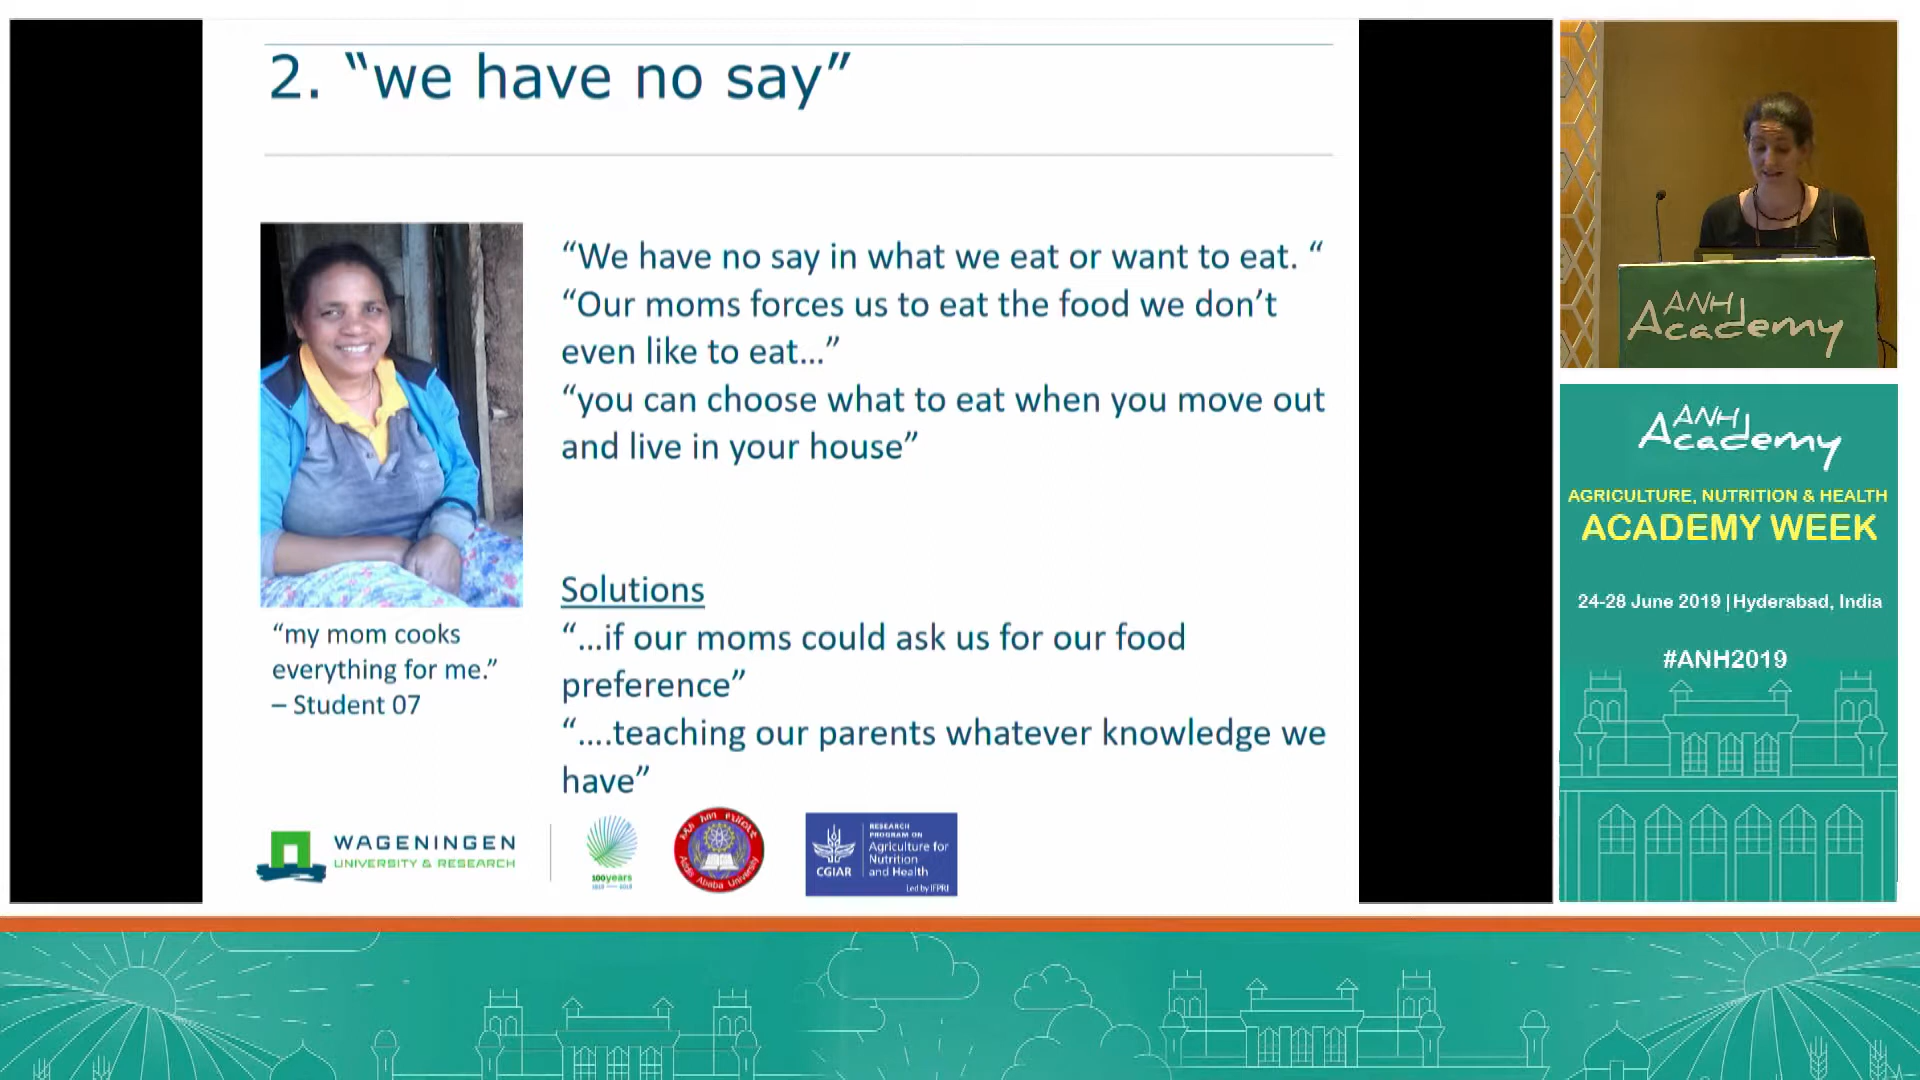 2. “we have no say”
“We have no say in what we eat or want to eat. “
“Our moms forces us to eat the food we don’t
even like to eat...”
“you can choose what to eat when you move out
and live in your house”
Solutions
“...if our moms could ask us for our food
preference”
“....teaching our parents whatever knowledge we
have”
“my mom cooks
everything for me.”
– Student 07
WAGENINGEN
UNIVERSITY & RESEARCH
100years
1918 — 2018
Addis Ababa University
CGIAR
RESEARCH
PROGRAM ON
Agriculture for
Nutrition
and Health
Led by IFPRI
ANH
Academy
ANH
Academy
AGRICULTURE, NUTRITION & HEALTH
ACADEMY WEEK
24-28 June 2019 | Hyderabad, India
#ANH2019